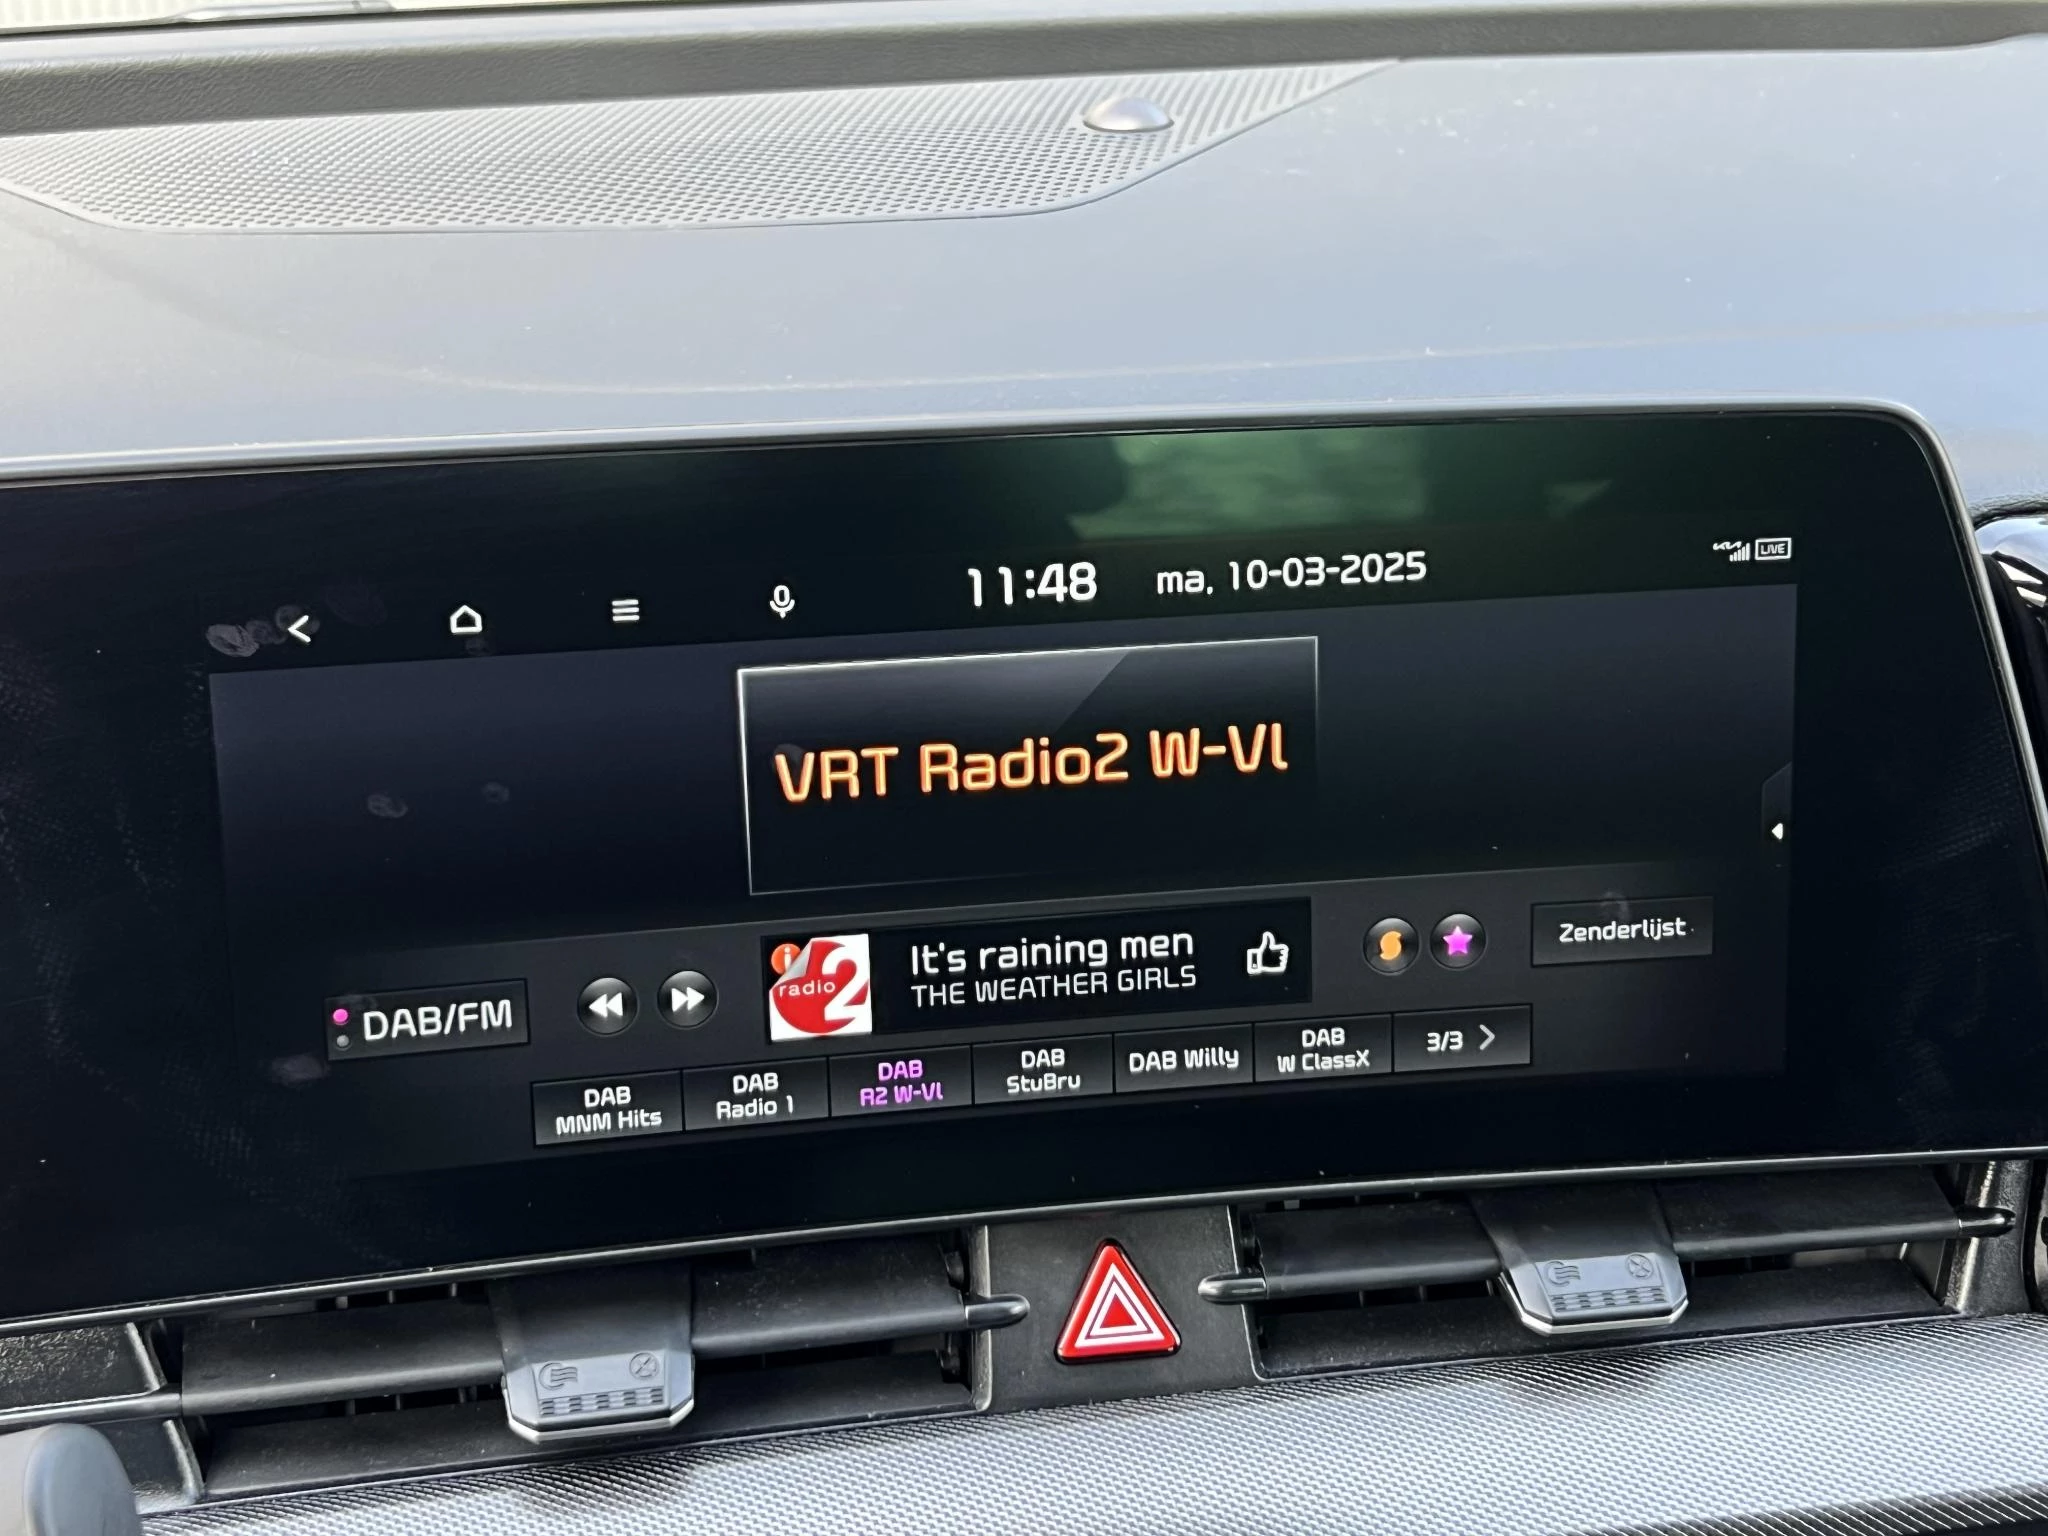 11:48 ma. 10-03-2025
LIVE
VRT Radio2 W-Vl
It's raining men
THE WEATHER GIRLS
i
radio 2
Zenderlijst
DAB/FM
DAB
MNM Hits
DAB
Radio 1
DAB
R2 W-Vl
DAB
StuBru
DAB Willy
DAB
W ClassX
3/3